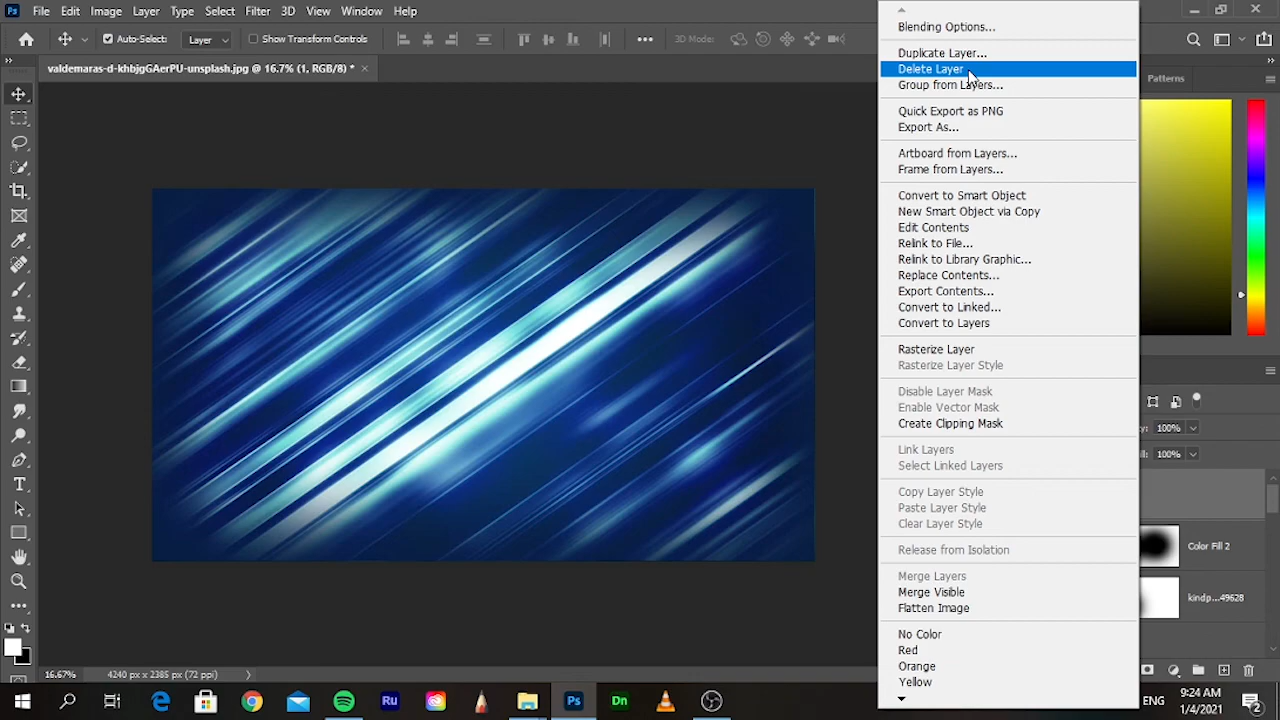 Ps File Edit Image Layer Type Select Filter 3D View Window Help
Auto-Select: Layer Show Transform Controls ••• 3D Mode:
16.67% (1, RGB/8) * ×
Blending Options...
Duplicate Layer...
Delete Layer
Group from Layers...
Quick Export as PNG
Export As...
Artboard from Layers...
Frame from Layers...
Convert to Smart Object
New Smart Object via Copy
Edit Contents
Relink to File...
Relink to Library Graphic...
Replace Contents...
Export Contents...
Convert to Linked...
Convert to Layers
Rasterize Layer
Rasterize Layer Style
Disable Layer Mask
Enable Vector Mask
Create Clipping Mask
Link Layers
Select Linked Layers
Copy Layer Style
Paste Layer Style
Clear Layer Style
Release from Isolation
Merge Layers
Merge Visible
Flatten Image
No Color
Red
Orange
Yellow
Patterns
100%
100%
Color Fill 2
kindp...49628
16.67% 4240 px x 2385 px (72 ppi)
Ru Ps Dn
ENG 9:24 AM
1/4/2021
2